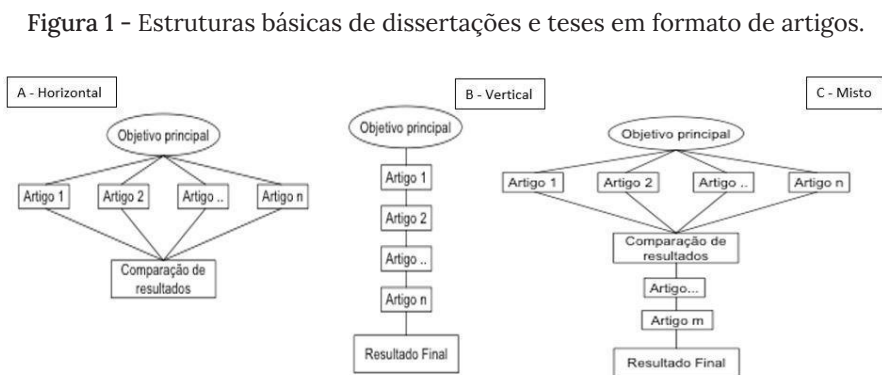 Figura 1 - Estruturas básicas de dissertações e teses em formato de artigos.
A - Horizontal
Objetivo principal
Artigo 1
Artigo 2
Artigo ..
Artigo n
Comparação de
resultados
B - Vertical
Objetivo principal
Artigo 1
Artigo 2
Artigo ..
Artigo n
Resultado Final
C - Misto
Objetivo principal
Artigo 1
Artigo 2
Artigo ..
Artigo n
Comparação de
resultados
Artigo...
Artigo m
Resultado Final